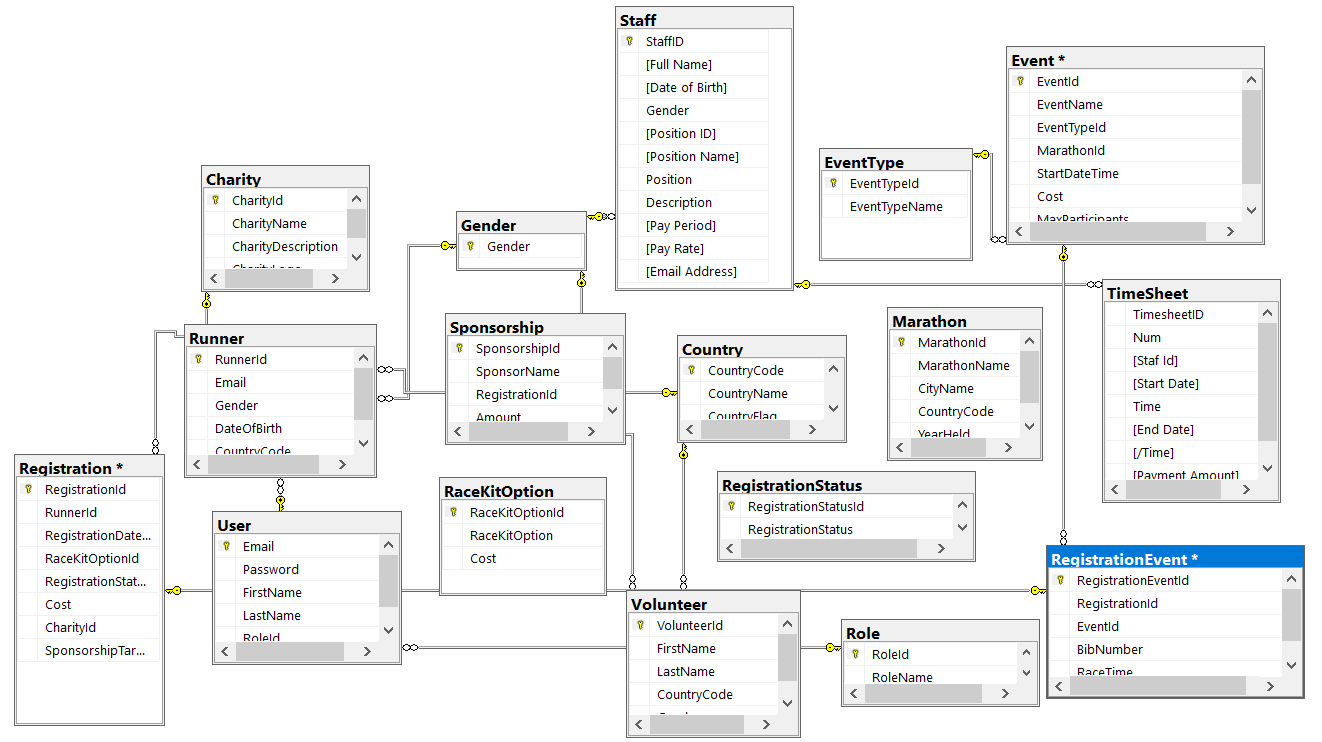 Staff
StaffID
[Full Name]
[Date of Birth]
Gender
[Position ID]
[Position Name]
Position
Description
[Pay Period]
[Pay Rate]
[Email Address]
Event *
EventId
EventName
EventTypeId
MarathonId
StartDateTime
Cost
MaxParticipants
EventType
EventTypeId
EventTypeName
Charity
CharityId
CharityName
CharityDescription
CharityLogo
Gender
Gender
TimeSheet
TimesheetID
Num
[Staf Id]
[Start Date]
Time
[End Date]
[/Time]
[Payment Amount]
Marathon
MarathonId
MarathonName
CityName
CountryCode
YearHeld
Sponsorship
SponsorshipId
SponsorName
RegistrationId
Amount
Runner
RunnerId
Email
Gender
DateOfBirth
CountryCode
Country
CountryCode
CountryName
CountryFlag
Registration *
RegistrationId
RunnerId
RegistrationDate...
RaceKitOptionId
RegistrationStat...
Cost
CharityId
SponsorshipTar...
RaceKitOption
RaceKitOptionId
RaceKitOption
Cost
RegistrationStatus
RegistrationStatusId
RegistrationStatus
User
Email
Password
FirstName
LastName
RoleId
RegistrationEvent *
RegistrationEventId
RegistrationId
EventId
BibNumber
RaceTime
Volunteer
VolunteerId
FirstName
LastName
CountryCode
Role
RoleId
RoleName